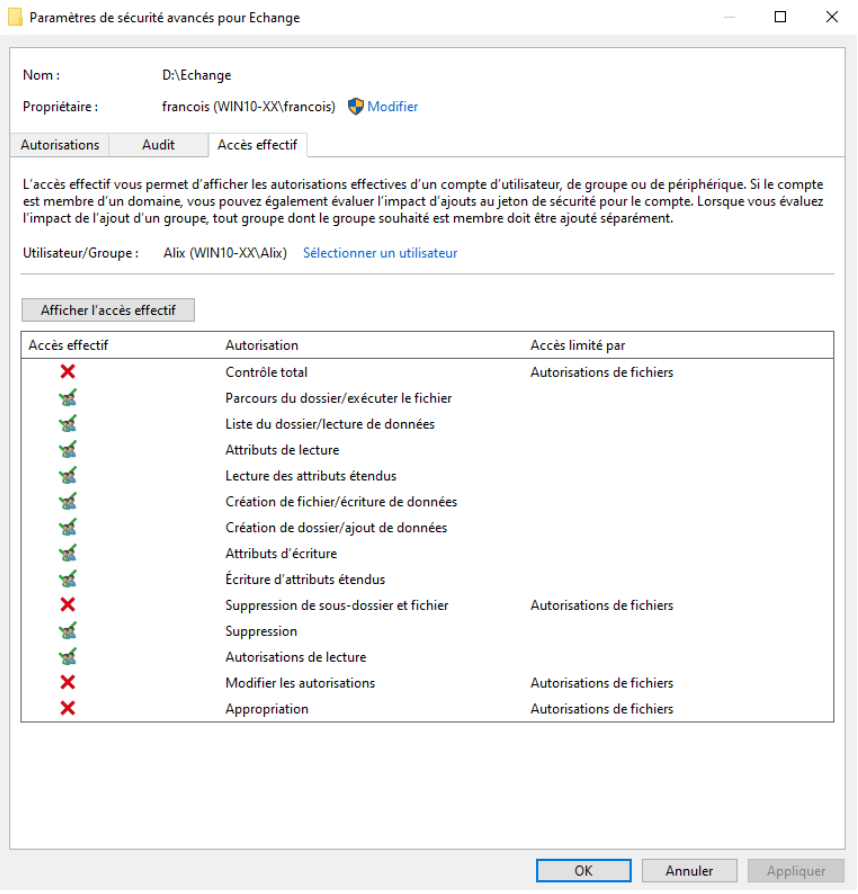 Paramètres de sécurité avancés pour Echange
Nom : D:\Echange
Propriétaire : francois (WIN10-XX\francois) Modifier
Autorisations Audit Accès effectif
L'accès effectif vous permet d'afficher les autorisations effectives d'un compte d'utilisateur, de groupe ou de périphérique. Si le compte
est membre d'un domaine, vous pouvez également évaluer l'impact d'ajouts au jeton de sécurité pour le compte. Lorsque vous évaluez
l'impact de l'ajout d'un groupe, tout groupe dont le groupe souhaité est membre doit être ajouté séparément.
Utilisateur/Groupe : Alix (WIN10-XX\Alix) Sélectionner un utilisateur
Afficher l'accès effectif
Accès effectif Autorisation Accès limité par
Contrôle total Autorisations de fichiers
Parcours du dossier/exécuter le fichier
Liste du dossier/lecture de données
Attributs de lecture
Lecture des attributs étendus
Création de fichier/écriture de données
Création de dossier/ajout de données
Attributs d'écriture
Écriture d'attributs étendus
Suppression de sous-dossier et fichier Autorisations de fichiers
Suppression
Autorisations de lecture
Modifier les autorisations Autorisations de fichiers
Appropriation Autorisations de fichiers
OK Annuler Appliquer